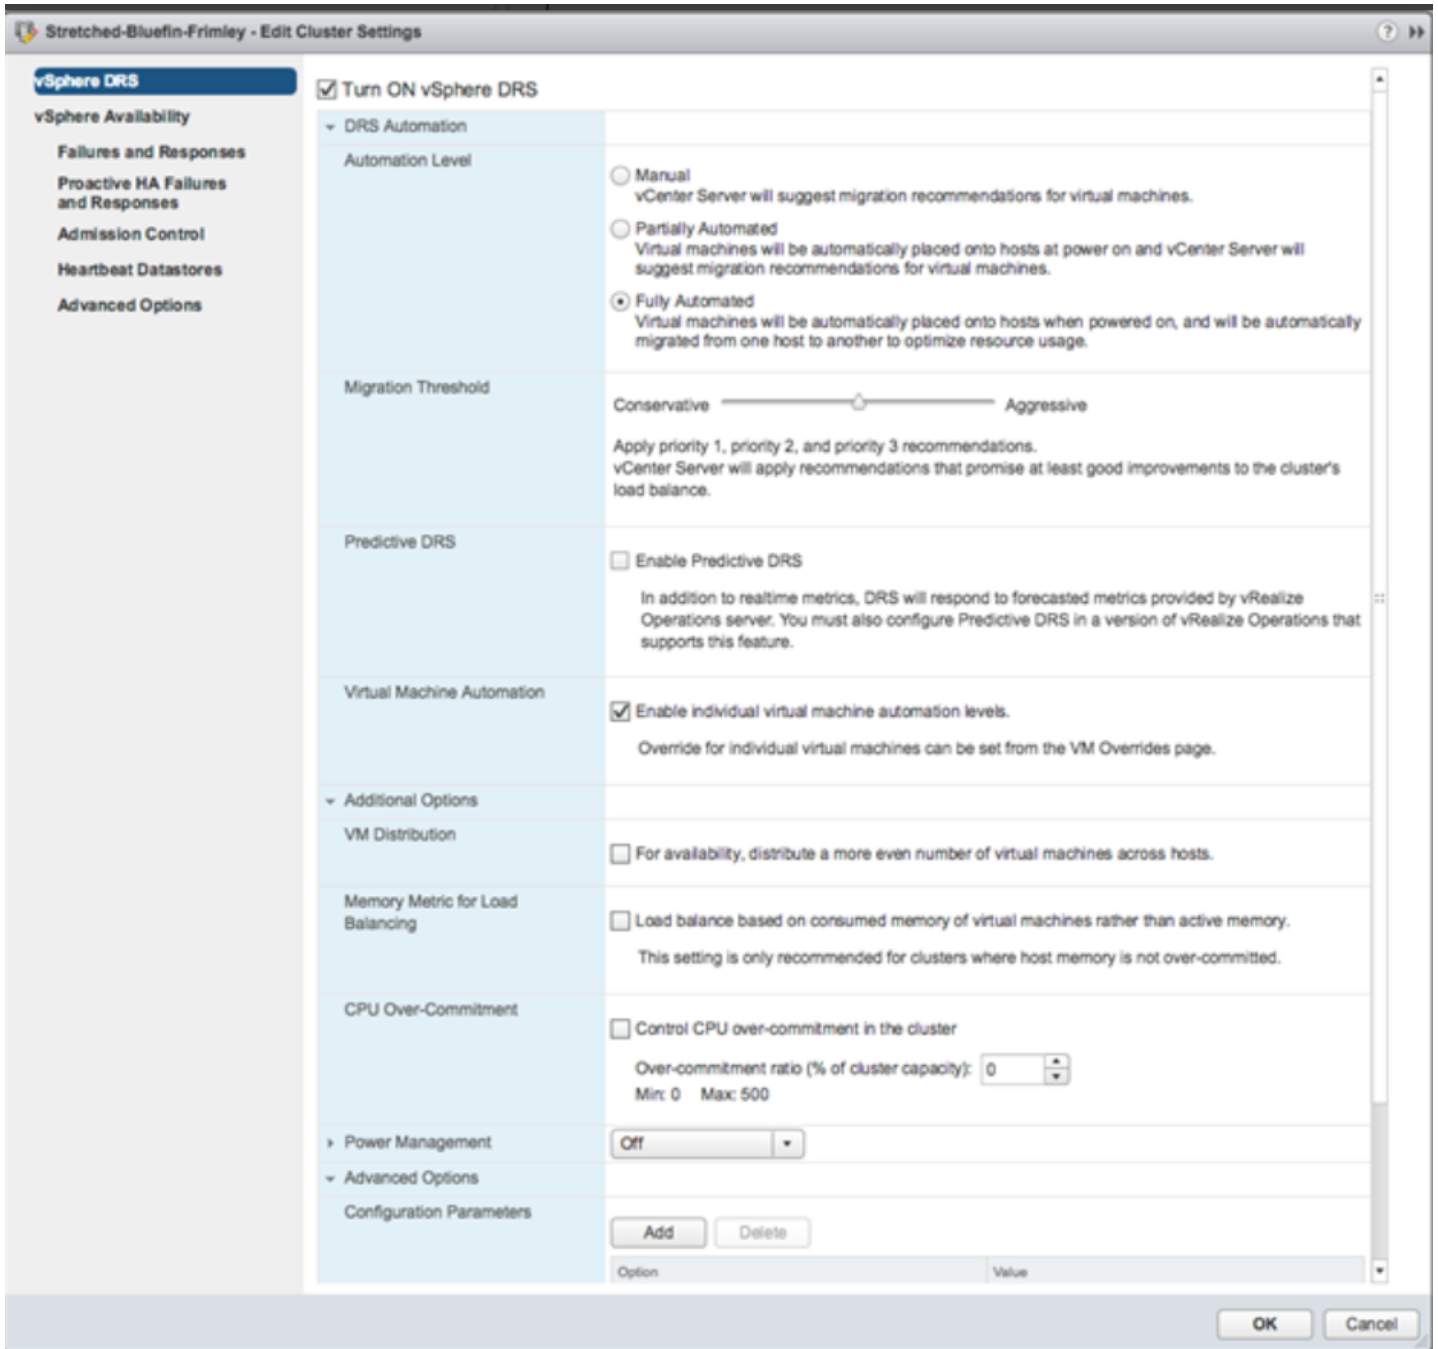 Stretched-Bluefin-Frimley - Edit Cluster Settings
vSphere DRS
vSphere Availability
Failures and Responses
Proactive HA Failures
and Responses
Admission Control
Heartbeat Datastores
Advanced Options
Turn ON vSphere DRS
DRS Automation
Automation Level
Manual
vCenter Server will suggest migration recommendations for virtual machines.
Partially Automated
Virtual machines will be automatically placed onto hosts at power on and vCenter Server will
suggest migration recommendations for virtual machines.
Fully Automated
Virtual machines will be automatically placed onto hosts when powered on, and will be automatically
migrated from one host to another to optimize resource usage.
Migration Threshold
Conservative Aggressive
Apply priority 1, priority 2, and priority 3 recommendations.
vCenter Server will apply recommendations that promise at least good improvements to the cluster's
load balance.
Predictive DRS
Enable Predictive DRS
In addition to realtime metrics, DRS will respond to forecasted metrics provided by vRealize
Operations server. You must also configure Predictive DRS in a version of vRealize Operations that
supports this feature.
Virtual Machine Automation
Enable individual virtual machine automation levels.
Override for individual virtual machines can be set from the VM Overrides page.
Additional Options
VM Distribution
For availability, distribute a more even number of virtual machines across hosts.
Memory Metric for Load
Balancing
Load balance based on consumed memory of virtual machines rather than active memory.
This setting is only recommended for clusters where host memory is not over-committed.
CPU Over-Commitment
Control CPU over-commitment in the cluster
Over-commitment ratio (% of cluster capacity): 0
Min: 0 Max: 500
Power Management Off
Advanced Options
Configuration Parameters
Add Delete
Option Value
OK Cancel